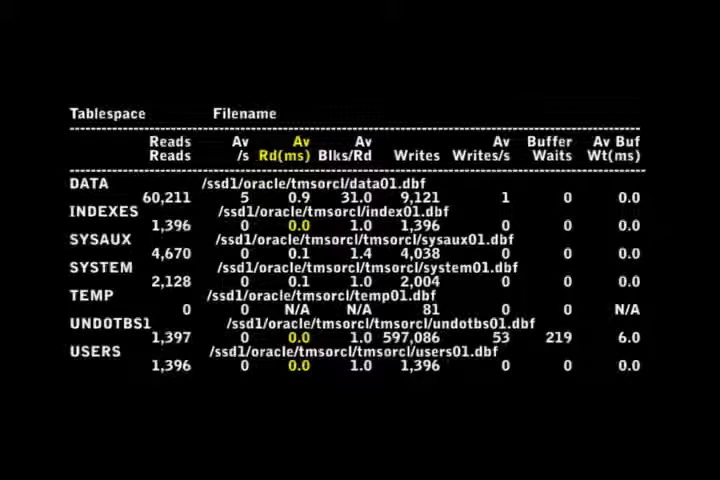 Tablespace Filename
Reads Av Av Av Av Buffer Av Buf
Reads /s Rd(ms) Blks/Rd Writes Writes/s Waits Wt(ms)
DATA /ssd1/oracle/tmsorcl/data01.dbf
60,211 5 0.9 31.0 9,121 1 0 0.0
INDEXES /ssd1/oracle/tmsorcl/index01.dbf
1,396 0 0.0 1.0 1,396 0 0 0.0
SYSAUX /ssd1/oracle/tmsorcl/tmsorcl/sysaux01.dbf
4,670 0 0.1 1.4 4,038 0 0 0.0
SYSTEM /ssd1/oracle/tmsorcl/tmsorcl/system01.dbf
2,128 0 0.1 1.0 2,004 0 0 0.0
TEMP /ssd1/oracle/tmsorcl/temp01.dbf
0 0 N/A N/A 81 0 0 N/A
UNDOTBS1 /ssd1/oracle/tmsorcl/tmsorcl/undotbs01.dbf
1,397 0 0.0 1.0 597,086 53 219 6.0
USERS /ssd1/oracle/tmsorcl/tmsorcl/users01.dbf
1,396 0 0.0 1.0 1,396 0 0 0.0